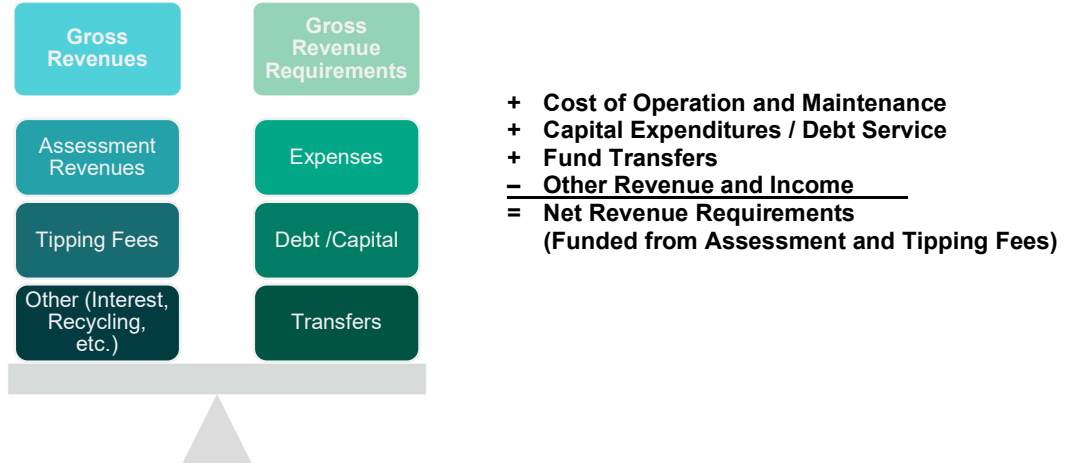 Gross
Revenues
Gross
Revenue
Requirements
Assessment
Revenues
Expenses
Tipping Fees
Debt /Capital
Other (Interest,
Recycling,
etc.)
Transfers
+ Cost of Operation and Maintenance
+ Capital Expenditures / Debt Service
+ Fund Transfers
– Other Revenue and Income
= Net Revenue Requirements
(Funded from Assessment and Tipping Fees)